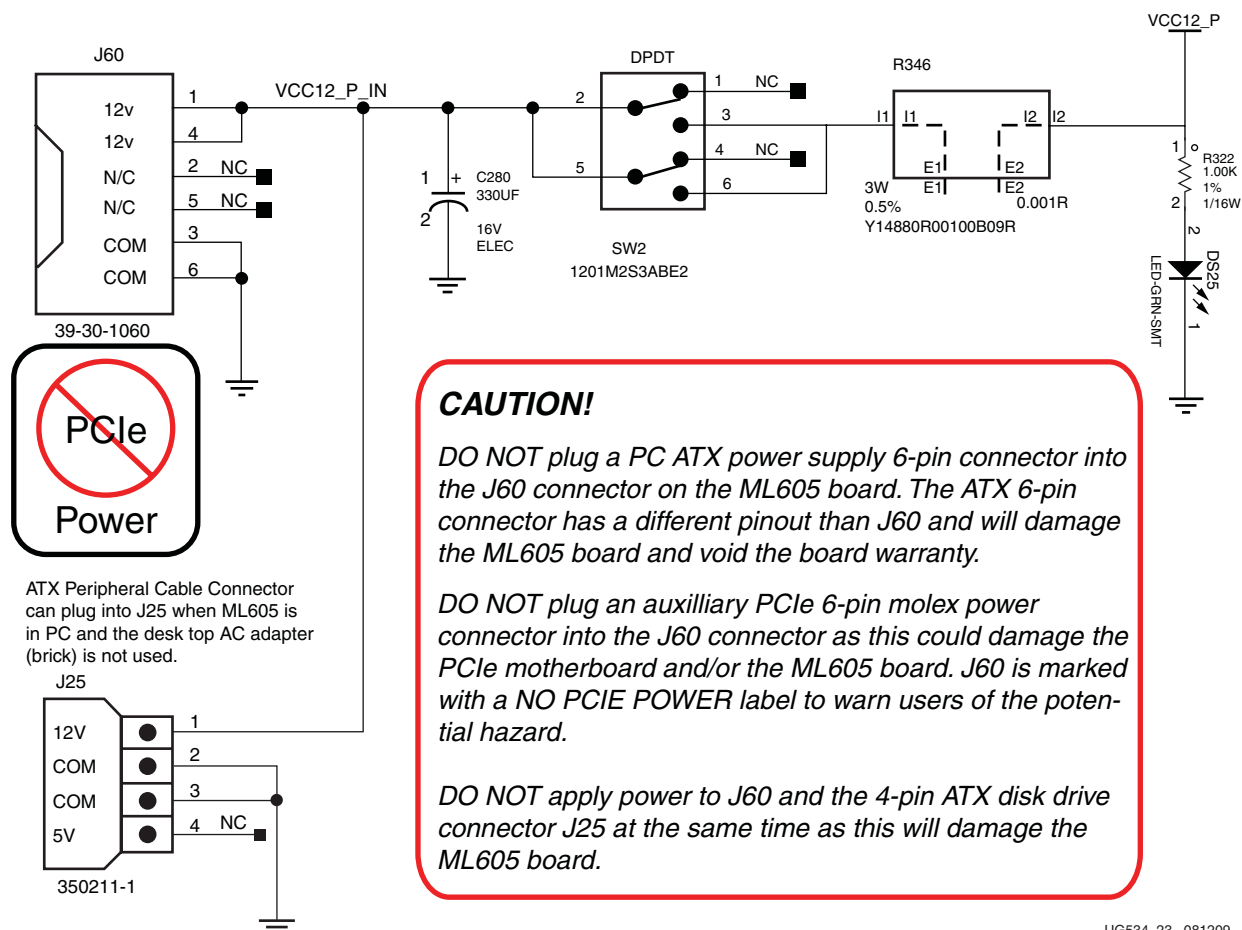 VCC12_P
J60
12v
12v
N/C
N/C
COM
COM
1
4
2 NC
5 NC
3
6
39-30-1060
VCC12_P_IN
1 +
2
C280
330UF
16V
ELEC
DPDT
2
5
1 NC
3
4 NC
6
SW2
1201M2S3ABE2
R346
I1 I1
I2 I2
E1 E2
E1 E2
3W
0.5%
0.001R
Y14880R00100B09R
1
2
R322
1.00K
1%
1/16W
2
DS25
LED-GRN-SMT
1
PCIe
Power
CAUTION!
DO NOT plug a PC ATX power supply 6-pin connector into
the J60 connector on the ML605 board. The ATX 6-pin
connector has a different pinout than J60 and will damage
the ML605 board and void the board warranty.
DO NOT plug an auxilliary PCIe 6-pin molex power
connector into the J60 connector as this could damage the
PCIe motherboard and/or the ML605 board. J60 is marked
with a NO PCIE POWER label to warn users of the poten-
tial hazard.
DO NOT apply power to J60 and the 4-pin ATX disk drive
connector J25 at the same time as this will damage the
ML605 board.
ATX Peripheral Cable Connector
can plug into J25 when ML605 is
in PC and the desk top AC adapter
(brick) is not used.
J25
12V
COM
COM
5V
1
2
3
4 NC
350211-1
UG534_23_081209